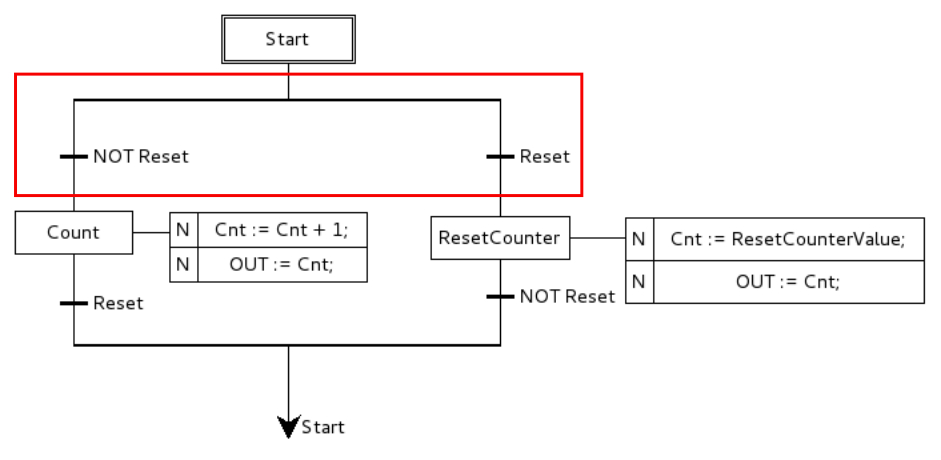 Start
NOT Reset
Reset
Count
N Cnt := Cnt + 1;
N OUT := Cnt;
ResetCounter
N Cnt := ResetCounterValue;
N OUT := Cnt;
Reset
NOT Reset
Start